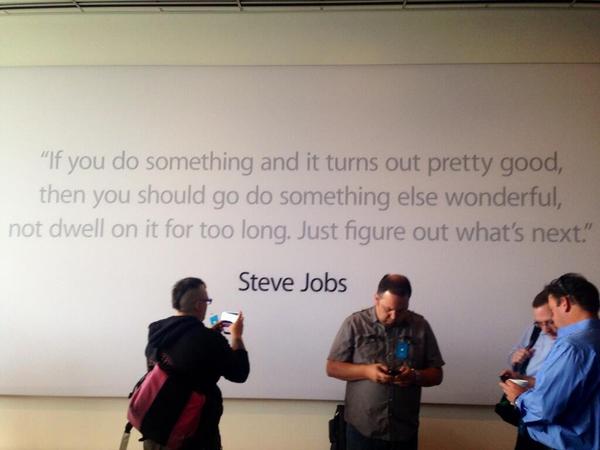 “If you do something and it turns out pretty good,
then you should go do something else wonderful,
not dwell on it for too long. Just figure out what’s next.”
Steve Jobs